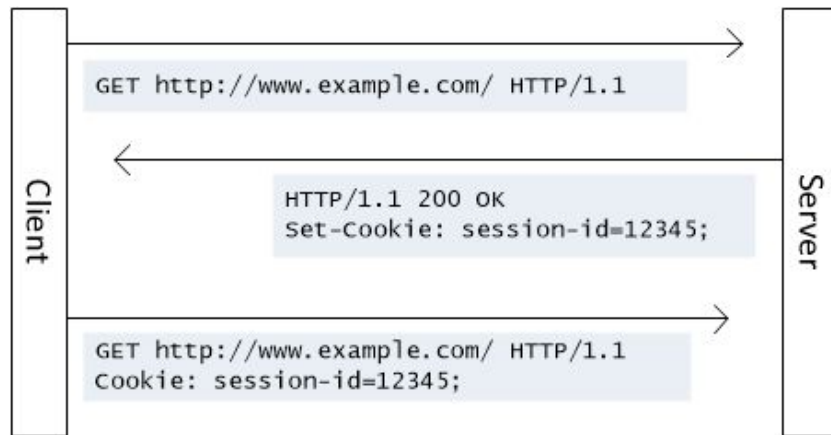 Client
GET http://www.example.com/ HTTP/1.1
HTTP/1.1 200 OK
Set-Cookie: session-id=12345;
GET http://www.example.com/ HTTP/1.1
Cookie: session-id=12345;
Server